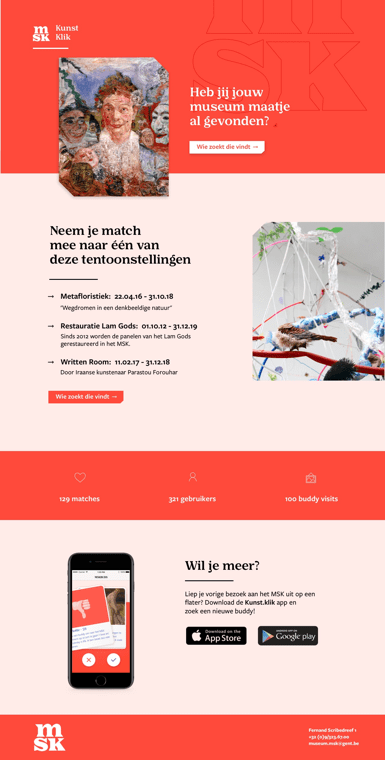 msk
Kunst
Klik
Heb jij jouw
museum maatje
al gevonden?
Wie zoekt die vindt →
Neem je match
mee naar één van
deze tentoonstellingen
→ Metafloristiek: 22.04.16 - 31.10.18
"Wegdromen in een denkbeeldige natuur"
→ Restauratie Lam Gods: 01.10.12 - 31.12.19
Sinds 2012 worden de panelen van het Lam Gods
gerestaureerd in het MSK.
→ Written Room: 11.02.17 - 31.12.18
Door Iraanse kunstenaar Parastou Forouhar
Wie zoekt die vindt →
129 matches
321 gebruikers
100 buddy visits
Wil je meer?
Liep je vorige bezoek aan het MSK uit op een
flater? Download de Kunst.klik app en
zoek een nieuwe buddy!
Download on the
App Store
Google play
msk
Fernand Scribedreef 1
museum.msk@gent.be